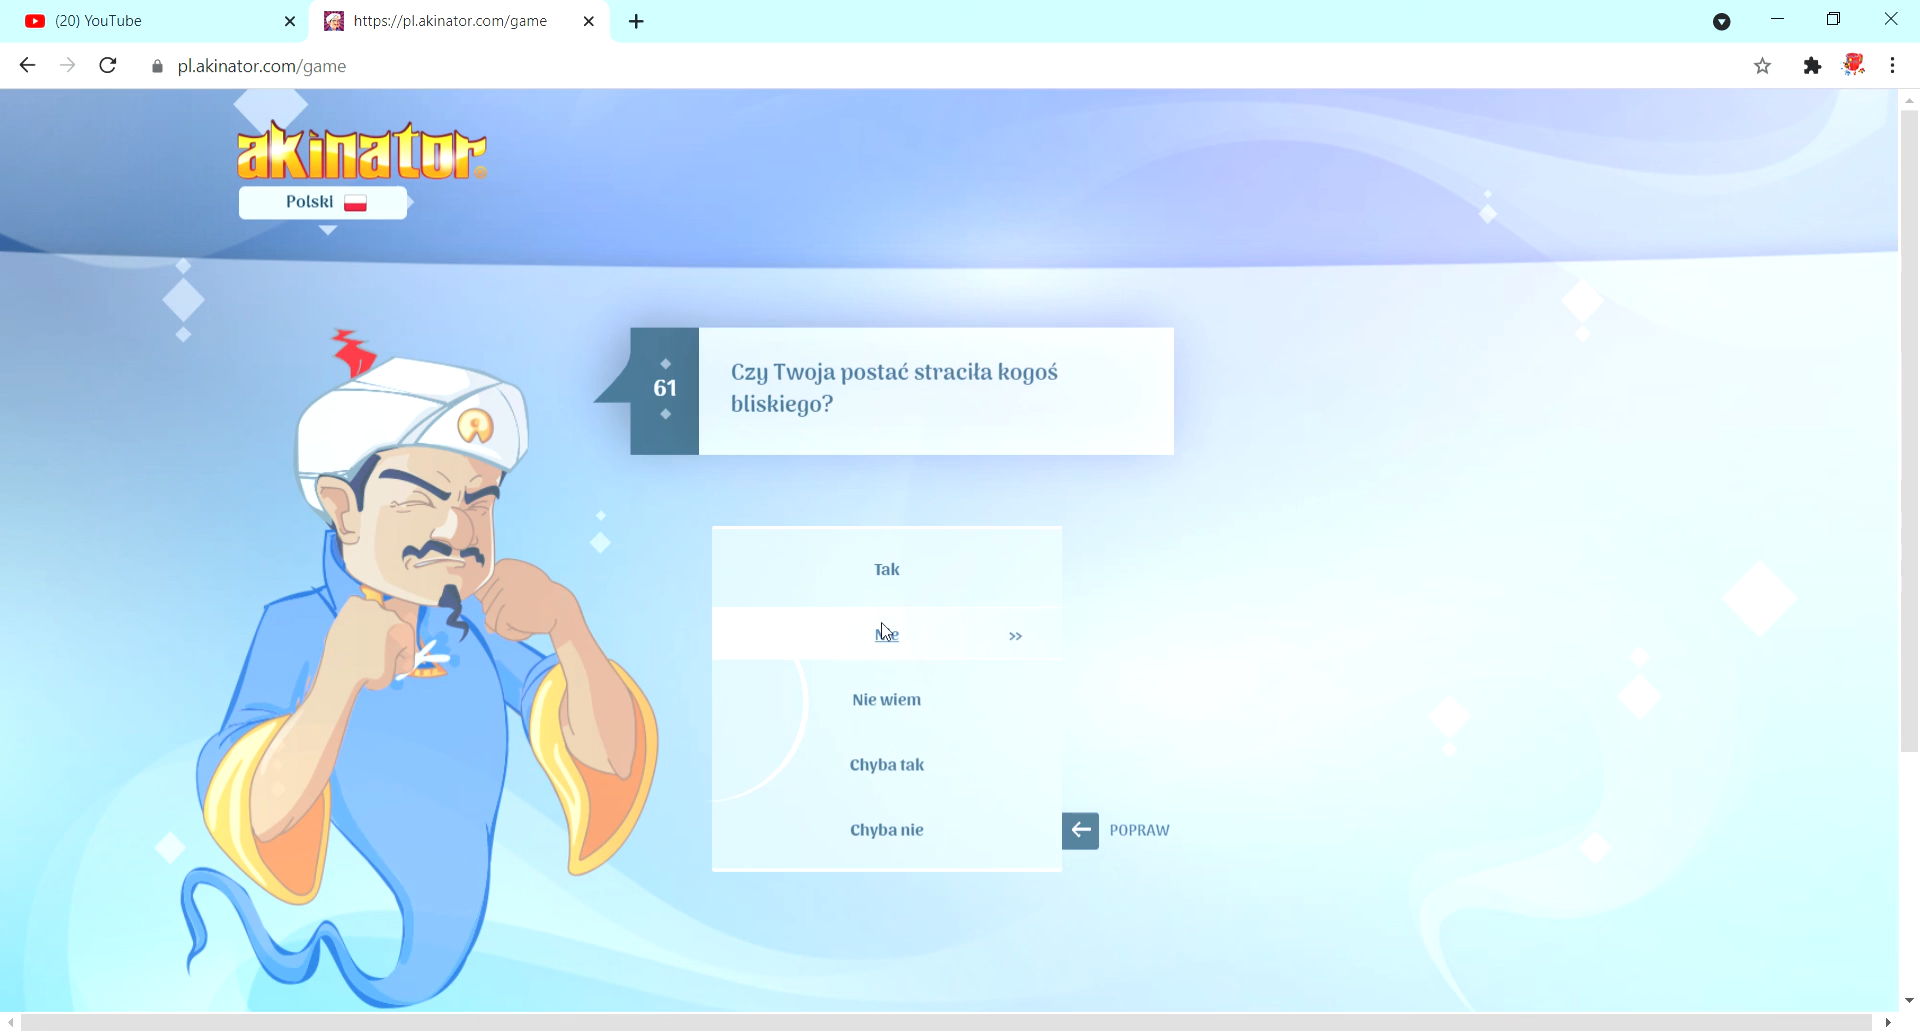 (20) YouTube
https://pl.akinator.com/game
pl.akinator.com/game
akinator
Polski
61
Czy Twoja postać straciła kogoś
bliskiego?
Tak
Nie
Nie wiem
Chyba tak
Chyba nie
POPRAW